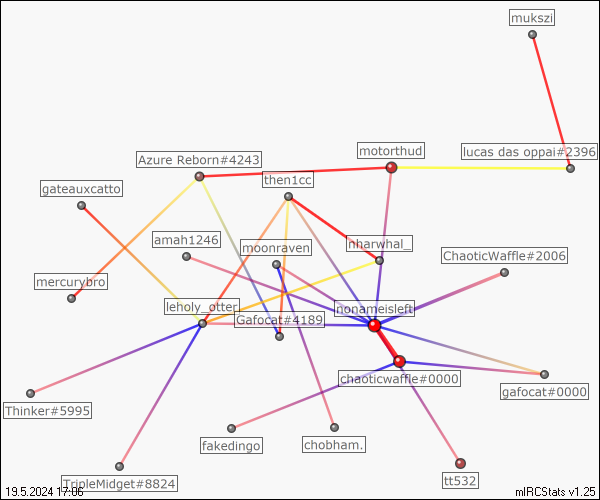 mukszi
motorthud
lucas das oppai#2396
Azure Reborn#4243
then1cc
gateauxcatto
amah1246
moonraven
nharwhal_
ChaoticWaffle#2006
mercurybro
leholy_otter
Gafocat#4189
nonameisleft
chaoticwaffle#0000
gafocat#0000
Thinker#5995
fakedingo
chobham.
TripleMidget#8824
tt532
19.5.2024 17:06
mIRCStats v1.25